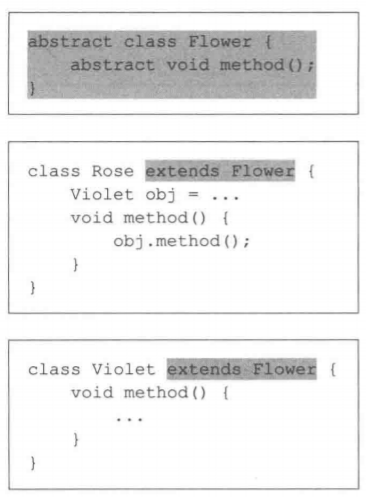 abstract class Flower {
    abstract void method();
}
class Rose extends Flower {
    Violet obj = ...
    void method() {
        obj.method();
    }
}
class Violet extends Flower {
    void method() {
        ...
    }
}